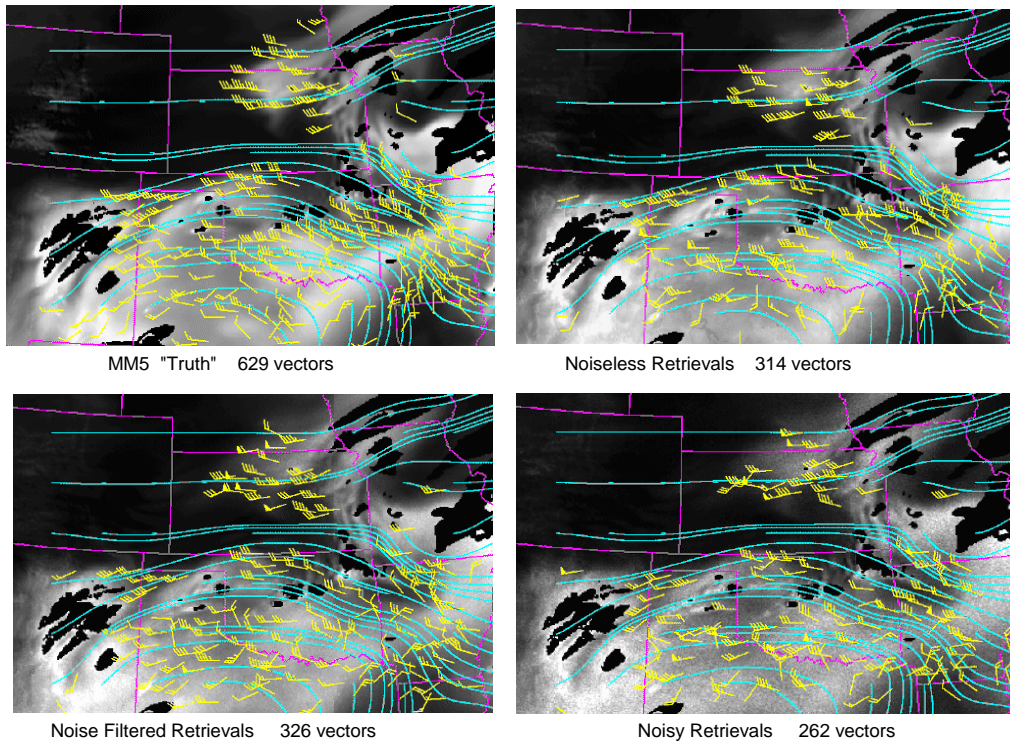 MM5 "Truth" 629 vectors
Noiseless Retrievals 314 vectors
Noise Filtered Retrievals 326 vectors
Noisy Retrievals 262 vectors